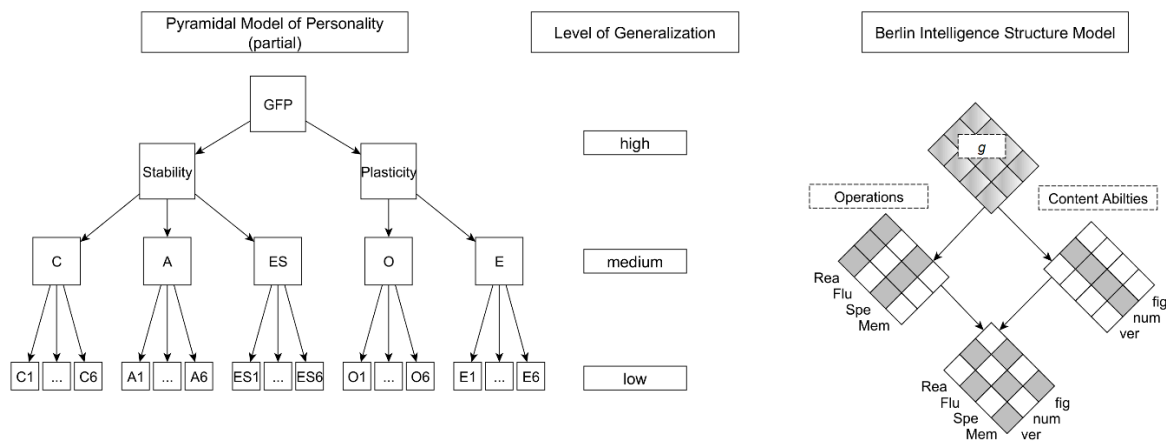 Pyramidal Model of Personality
(partial)
Level of Generalization
Berlin Intelligence Structure Model
GFP
high
g
Stability
Plasticity
Operations
Content Abilties
C
A
ES
O
E
medium
Rea
Flu
Spe
Mem
fig
num
ver
C1
...
C6
A1
...
A6
ES1
...
ES6
O1
...
O6
E1
...
E6
low
Rea
Flu
Spe
Mem
fig
num
ver